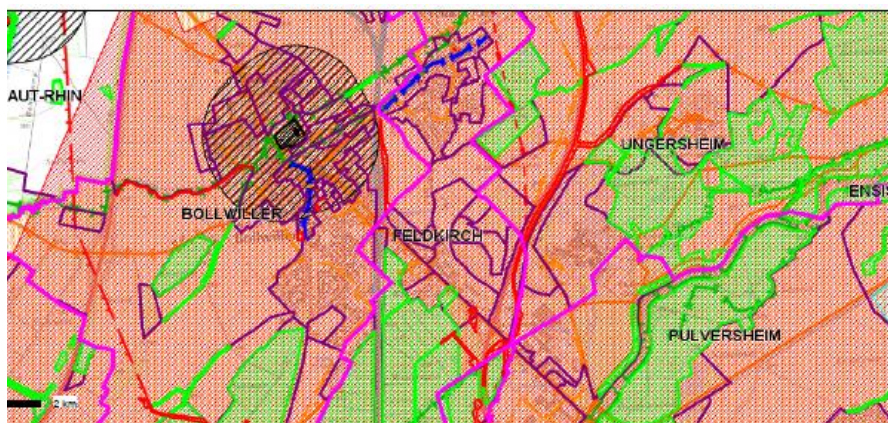 AUT-RHIN
UNGERSHEIM
ENSIS
BOLLWILLER
FELDKIRCH
PULVERSHEIM
2 km